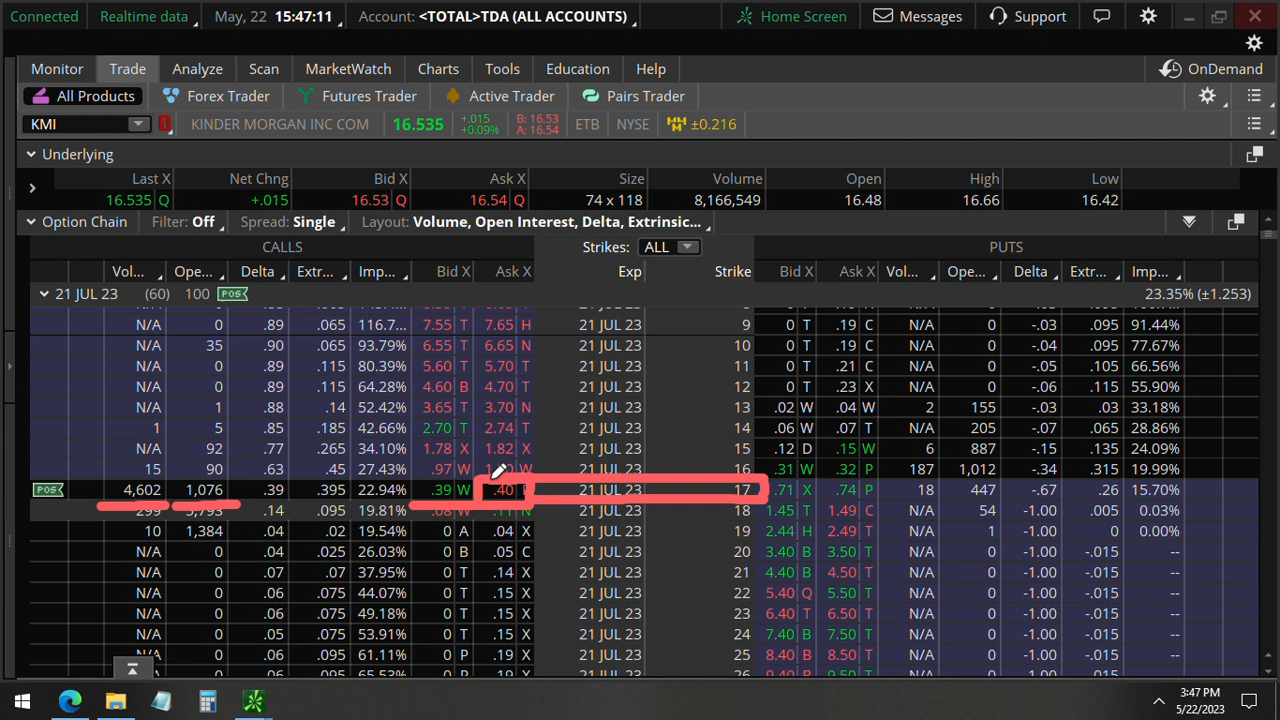 Connected Realtime data May, 22 15:47:11 Account: <TOTAL>TDA (ALL ACCOUNTS) Home Screen Messages Support
Monitor Trade Analyze Scan MarketWatch Charts Tools Education Help OnDemand
All Products Forex Trader Futures Trader Active Trader Pairs Trader
KMI 1 KINDER MORGAN INC COM 16.535 +.015 +0.09% B: 16.53 A: 16.54 ETB NYSE ±0.216
Underlying
Last X Net Chng Bid X Ask X Size Volume Open High Low
16.535 Q +.015 16.53 Q 16.54 Q 74 x 118 8,166,549 16.48 16.66 16.42
Option Chain Filter: Off Spread: Single Layout: Volume, Open Interest, Delta, Extrinsic...
CALLS Strikes: ALL PUTS
Vol... Ope... Delta Extr... Imp... Bid X Ask X Exp Strike Bid X Ask X Vol... Ope... Delta Extr... Imp...
21 JUL 23 (60) 100 POS 23.35% (±1.253)
N/A 0 .89 .065 116.7... 7.55 T 7.65 H 21 JUL 23 9 0 T .19 C N/A 0 -.03 .095 91.44%
N/A 35 .90 .065 93.79% 6.55 T 6.65 N 21 JUL 23 10 0 T .19 C N/A 0 -.04 .095 77.67%
N/A 0 .89 .115 80.39% 5.60 T 5.70 T 21 JUL 23 11 0 T .21 C N/A 0 -.05 .105 66.56%
N/A 0 .89 .115 64.28% 4.60 B 4.70 T 21 JUL 23 12 0 T .23 X N/A 0 -.06 .115 55.90%
N/A 1 .88 .14 52.42% 3.65 T 3.70 N 21 JUL 23 13 .02 W .04 W 2 155 -.03 .03 33.18%
1 5 .85 .185 42.66% 2.70 T 2.74 T 21 JUL 23 14 .06 W .07 T N/A 205 -.07 .06 28.86%
N/A 92 .77 .265 34.10% 1.78 X 1.82 X 21 JUL 23 15 .12 D .15 W 6 887 -.15 .135 24.09%
15 90 .63 .45 27.43% .97 W W 21 JUL 23 16 .31 W .32 P 187 1,012 -.34 .315 19.99%
POS 4,602 1,076 .39 .395 22.94% .39 W .40 21 JUL 23 17 .71 X .74 P 18 447 -.67 .26 15.70%
299 .14 .095 19.81% .08 W .11 N 21 JUL 23 18 1.45 T 1.49 C N/A 54 -1.00 .005 0.03%
10 1,384 .04 .02 19.54% 0 A .04 X 21 JUL 23 19 2.44 H 2.49 T N/A 1 -1.00 0 0.00%
N/A 0 .04 .025 26.03% 0 B .05 C 21 JUL 23 20 3.40 B 3.50 T N/A 0 -1.00 -.015 --
N/A 0 .07 .07 37.95% 0 T .14 X 21 JUL 23 21 4.40 B 4.50 T N/A 0 -1.00 -.015 --
N/A 0 .06 .075 44.07% 0 T .15 X 21 JUL 23 22 5.40 Q 5.50 T N/A 0 -1.00 -.015 --
N/A 0 .06 .075 49.18% 0 T .15 X 21 JUL 23 23 6.40 T 6.50 T N/A 0 -1.00 -.015 --
N/A 0 .05 .075 53.91% 0 T .15 X 21 JUL 23 24 7.40 B 7.50 T N/A 0 -1.00 -.015 --
N/A 0 .06 .095 61.11% 0 P .19 X 21 JUL 23 25 8.40 B 8.50 T N/A 0 -1.00 -.015 --
3:47 PM
5/22/2023